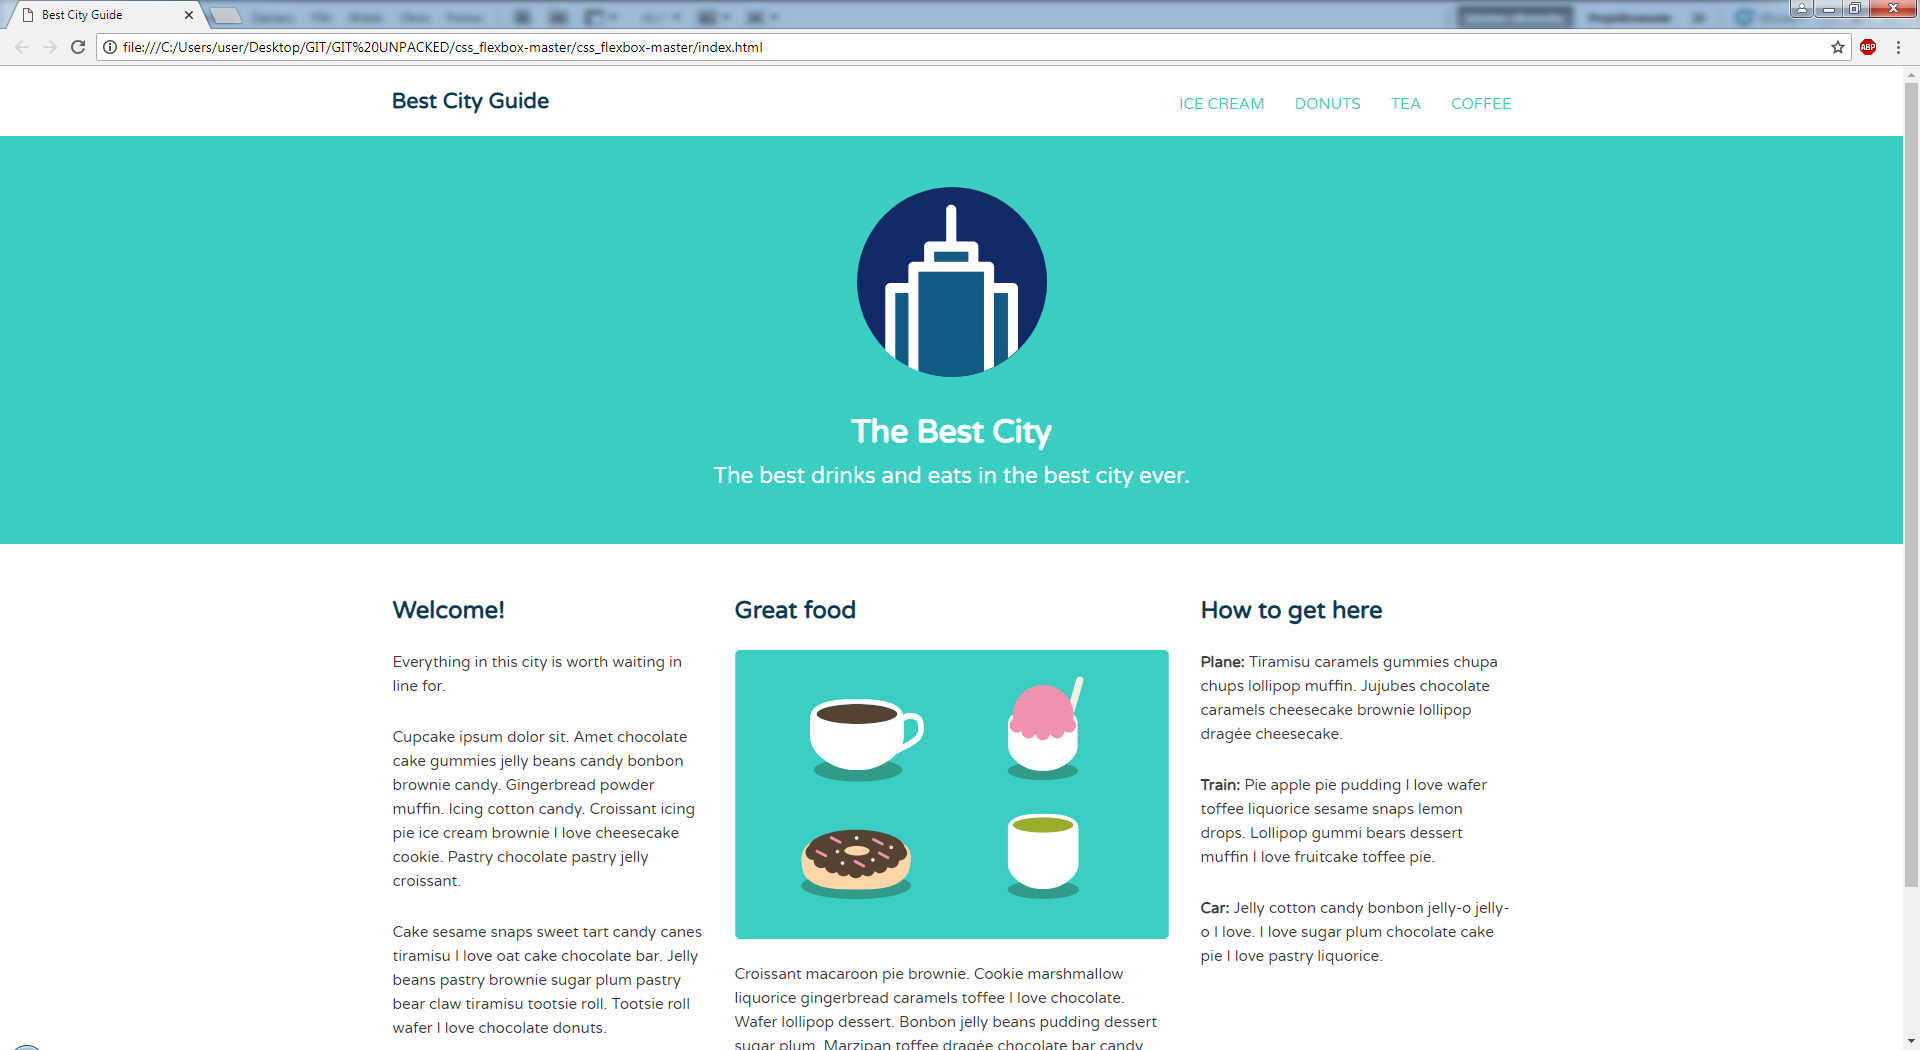 Best City Guide
file:///C:/Users/user/Desktop/GIT/GIT%20UNPACKED/css_flexbox-master/css_flexbox-master/index.html
ABP
Best City Guide
ICE CREAM DONUTS TEA COFFEE
The Best City
The best drinks and eats in the best city ever.
Welcome!
Everything in this city is worth waiting in
line for.
Cupcake ipsum dolor sit. Amet chocolate
cake gummies jelly beans candy bonbon
brownie candy. Gingerbread powder
muffin. Icing cotton candy. Croissant icing
pie ice cream brownie I love cheesecake
cookie. Pastry chocolate pastry jelly
croissant.
Cake sesame snaps sweet tart candy canes
tiramisu I love oat cake chocolate bar. Jelly
beans pastry brownie sugar plum pastry
bear claw tiramisu tootsie roll. Tootsie roll
wafer I love chocolate donuts.
Great food
Croissant macaroon pie brownie. Cookie marshmallow
liquorice gingerbread caramels toffee I love chocolate.
Wafer lollipop dessert. Bonbon jelly beans pudding dessert
sugar plum. Marzipan toffee dragée chocolate bar candy
How to get here
Plane: Tiramisu caramels gummies chupa
chups lollipop muffin. Jujubes chocolate
caramels cheesecake brownie lollipop
dragée cheesecake.
Train: Pie apple pie pudding I love wafer
toffee liquorice sesame snaps lemon
drops. Lollipop gummi bears dessert
muffin I love fruitcake toffee pie.
Car: Jelly cotton candy bonbon jelly-o jelly-
o I love. I love sugar plum chocolate cake
pie I love pastry liquorice.